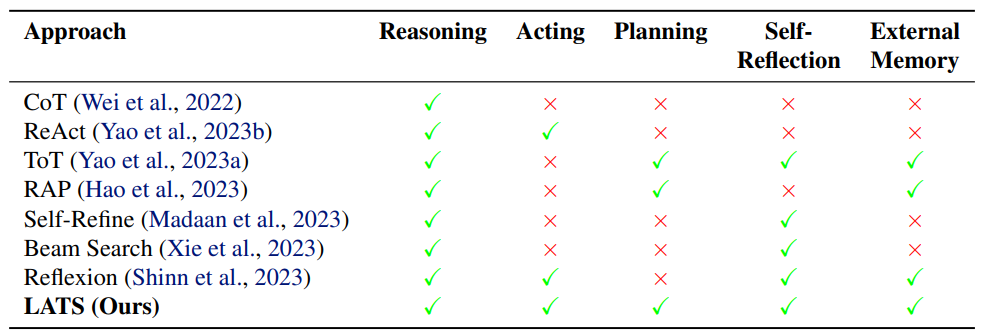 Approach Reasoning Acting Planning Self-Reflection External Memory
CoT (Wei et al., 2022) ✓ × × × ×
ReAct (Yao et al., 2023b) ✓ ✓ × × ×
ToT (Yao et al., 2023a) ✓ × ✓ ✓ ✓
RAP (Hao et al., 2023) ✓ × ✓ × ✓
Self-Refine (Madaan et al., 2023) ✓ × × ✓ ×
Beam Search (Xie et al., 2023) ✓ × × ✓ ×
Reflexion (Shinn et al., 2023) ✓ ✓ × ✓ ✓
LATS (Ours) ✓ ✓ ✓ ✓ ✓